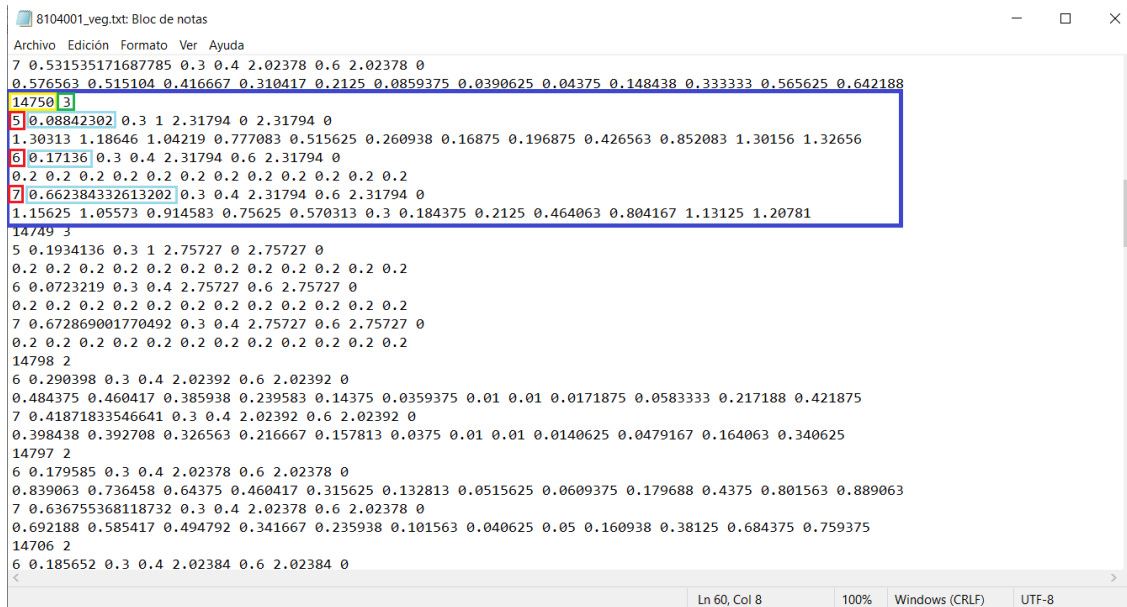 8104001_veg.txt: Bloc de notas
Archivo Edición Formato Ver Ayuda
7 0.531535171687785 0.3 0.4 2.02378 0.6 2.02378 0
0.576563 0.515104 0.416667 0.310417 0.2125 0.0859375 0.0390625 0.04375 0.148438 0.333333 0.565625 0.642188
14750 3
5 0.08842302 0.3 1 2.31794 0 2.31794 0
1.30313 1.18646 1.04219 0.777083 0.515625 0.260938 0.16875 0.196875 0.426563 0.852083 1.30156 1.32656
6 0.17136 0.3 0.4 2.31794 0.6 2.31794 0
0.2 0.2 0.2 0.2 0.2 0.2 0.2 0.2 0.2 0.2 0.2 0.2
7 0.662384332613202 0.3 0.4 2.31794 0.6 2.31794 0
1.15625 1.05573 0.914583 0.75625 0.570313 0.3 0.184375 0.2125 0.464063 0.804167 1.13125 1.20781
14749 3
5 0.1934136 0.3 1 2.75727 0 2.75727 0
0.2 0.2 0.2 0.2 0.2 0.2 0.2 0.2 0.2 0.2 0.2 0.2
6 0.0723219 0.3 0.4 2.75727 0.6 2.75727 0
0.2 0.2 0.2 0.2 0.2 0.2 0.2 0.2 0.2 0.2 0.2 0.2
7 0.672869001770492 0.3 0.4 2.75727 0.6 2.75727 0
0.2 0.2 0.2 0.2 0.2 0.2 0.2 0.2 0.2 0.2 0.2 0.2
14798 2
6 0.290398 0.3 0.4 2.02392 0.6 2.02392 0
0.484375 0.460417 0.385938 0.239583 0.14375 0.0359375 0.01 0.01 0.0171875 0.0583333 0.217188 0.421875
7 0.41871833546641 0.3 0.4 2.02392 0.6 2.02392 0
0.398438 0.392708 0.326563 0.216667 0.157813 0.0375 0.01 0.01 0.0140625 0.0479167 0.164063 0.340625
14797 2
6 0.179585 0.3 0.4 2.02378 0.6 2.02378 0
0.839063 0.736458 0.64375 0.460417 0.315625 0.132813 0.0515625 0.0609375 0.179688 0.4375 0.801563 0.889063
7 0.636755368118732 0.3 0.4 2.02378 0.6 2.02378 0
0.692188 0.585417 0.494792 0.341667 0.235938 0.101563 0.040625 0.05 0.160938 0.38125 0.684375 0.759375
14706 2
6 0.185652 0.3 0.4 2.02384 0.6 2.02384 0
Ln 60, Col 8 100% Windows (CRLF) UTF-8